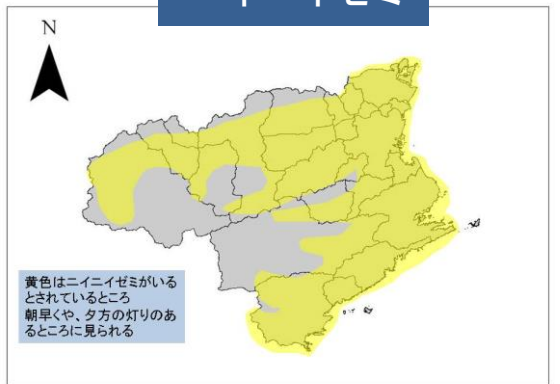 N
黄色はニイニイゼミがいる
とされているところ
朝早くや、夕方の灯りのあ
るところに見られる